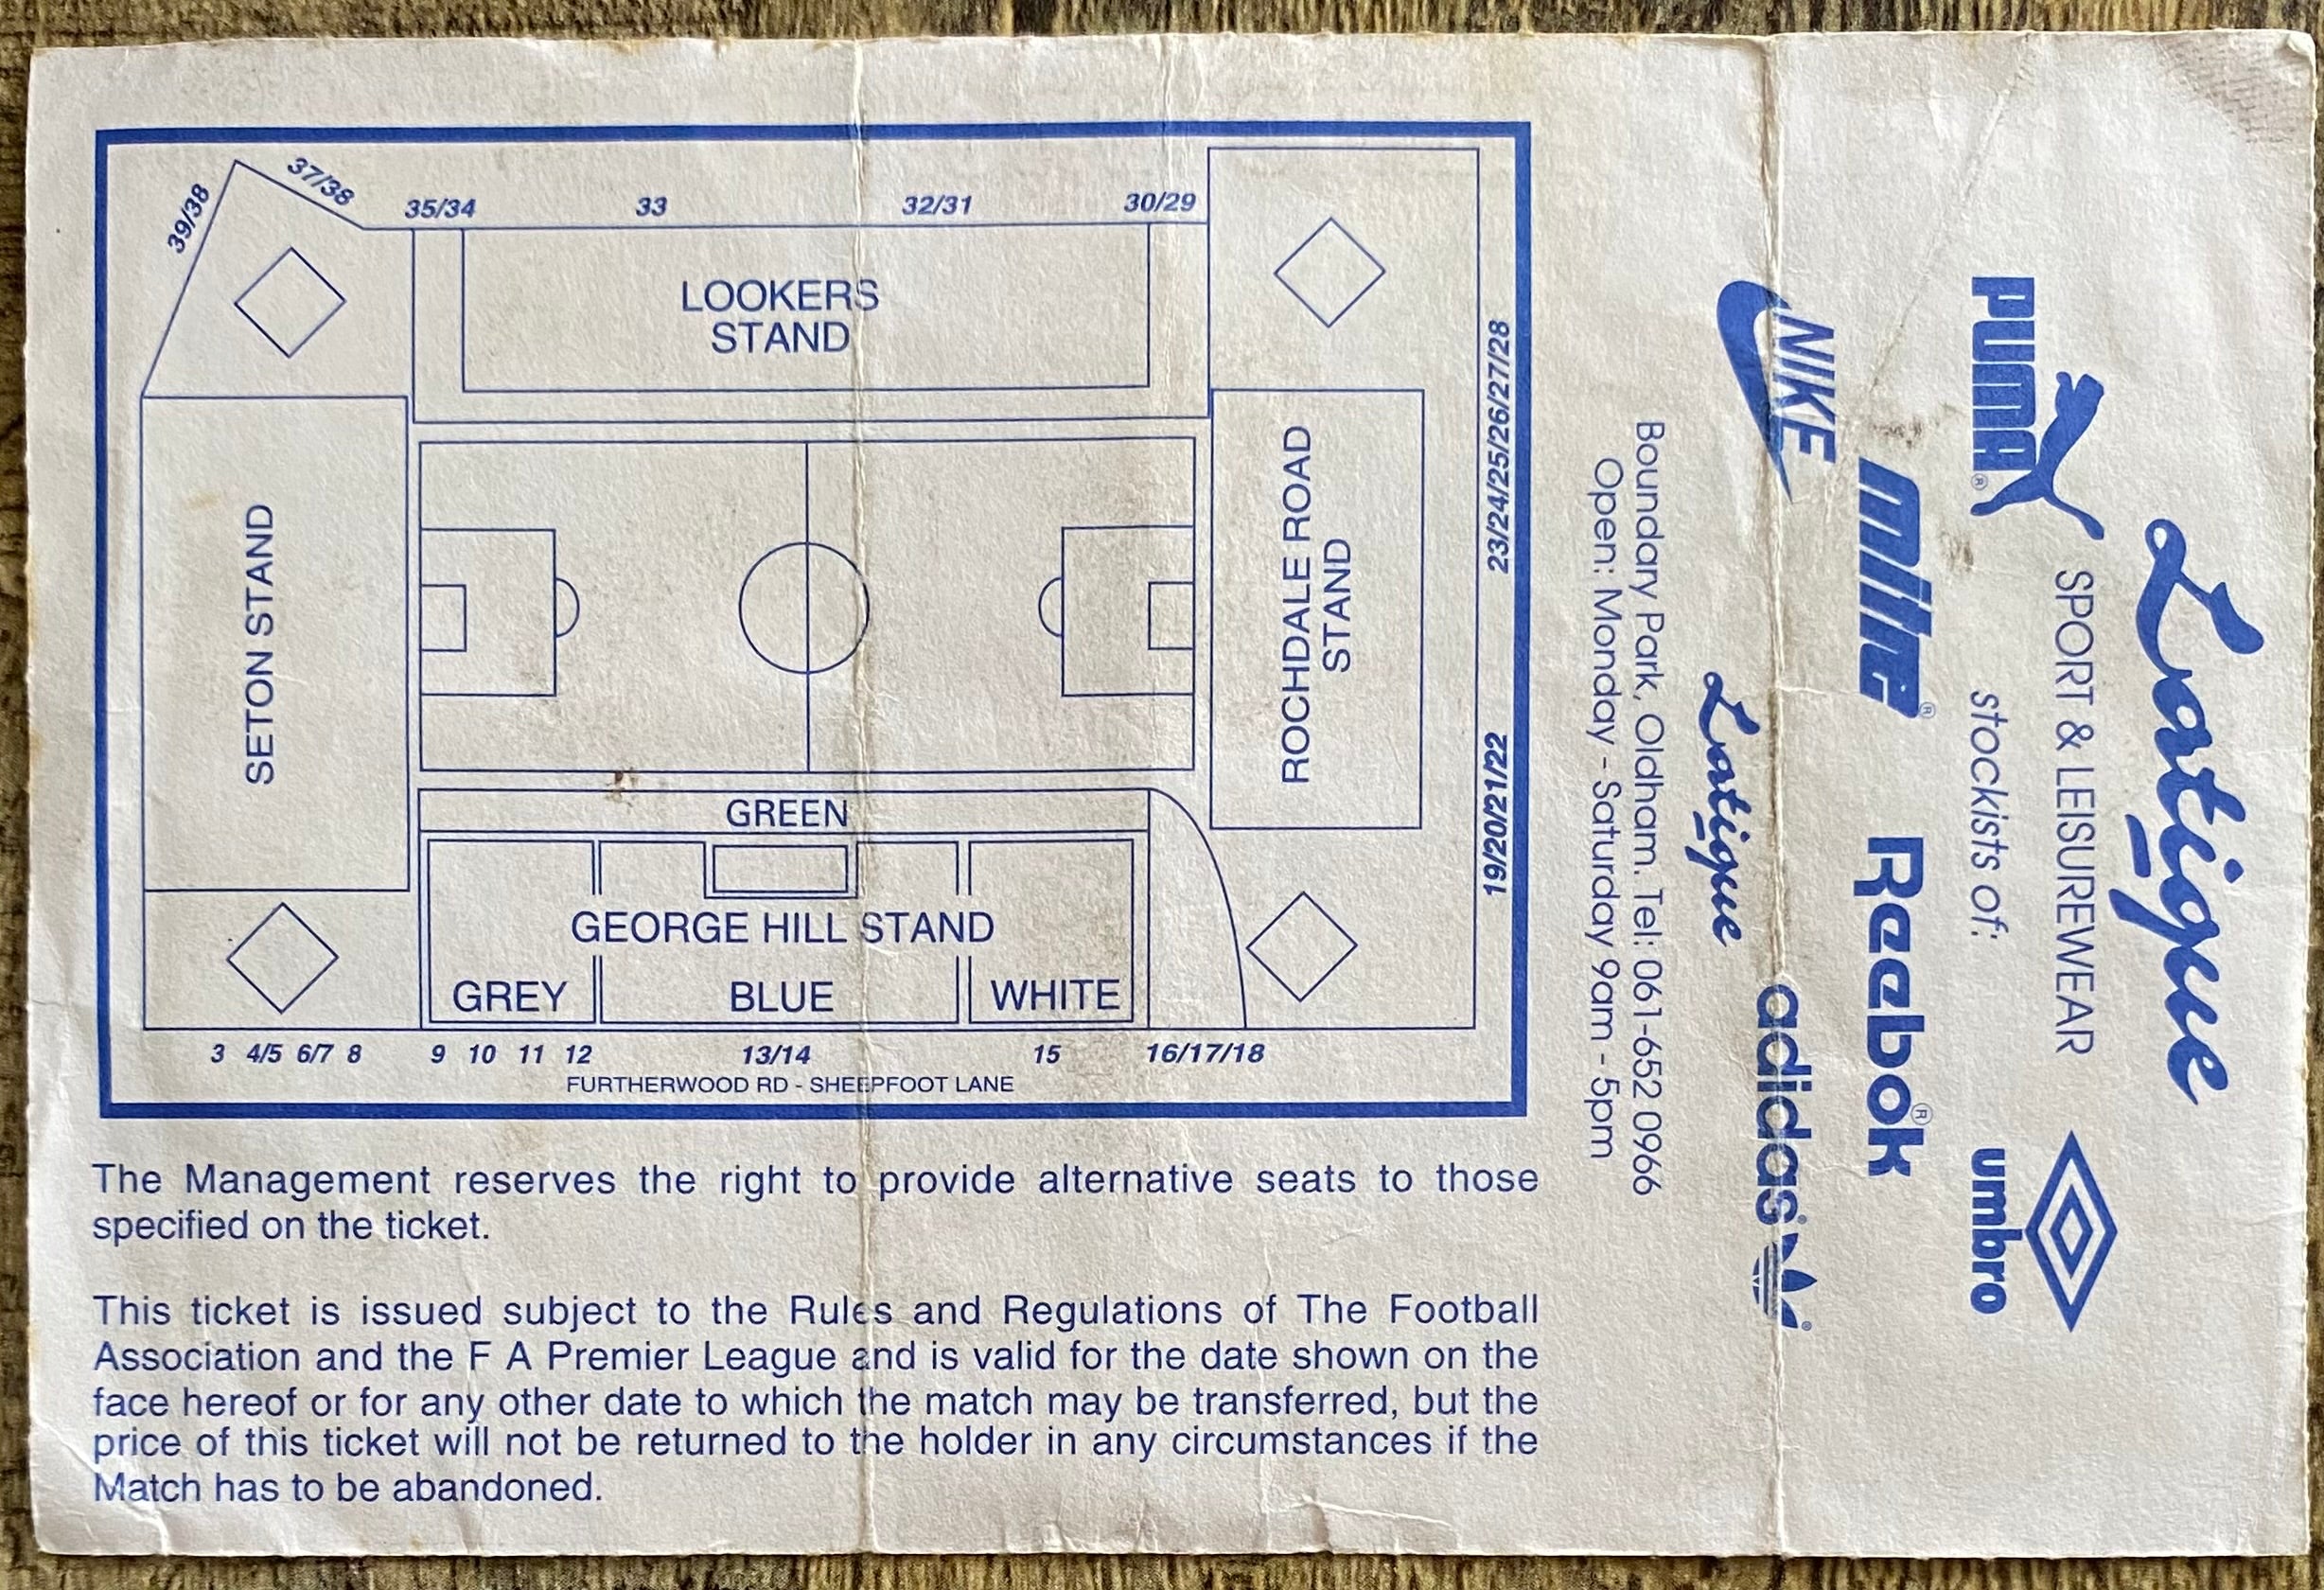 37/38
39/38
35/34
33
32/31
30/29
LOOKERS
STAND
SETON STAND
ROCHDALE ROAD
STAND
23/24/25/26/27/28
19/20/21/22
GREEN
GEORGE HILL STAND
GREY
BLUE
WHITE
3 4/5 6/7 8 9 10 11 12 13/14 15 16/17/18
FURTHERWOOD RD - SHEEPFOOT LANE
The Management reserves the right to provide alternative seats to those
specified on the ticket.
This ticket is issued subject to the Rules and Regulations of The Football
Association and the F A Premier League and is valid for the date shown on the
face hereof or for any other date to which the match may be transferred, but the
price of this ticket will not be returned to the holder in any circumstances if the
Match has to be abandoned.
Latique
SPORT & LEISUREWEAR
PUMA®
stockists of:
umbro
mitre®
Reebok®
NIKE
adidas
Latique
Boundary Park, Oldham. Tel: 061-652 0966
Open: Monday - Saturday 9am - 5pm